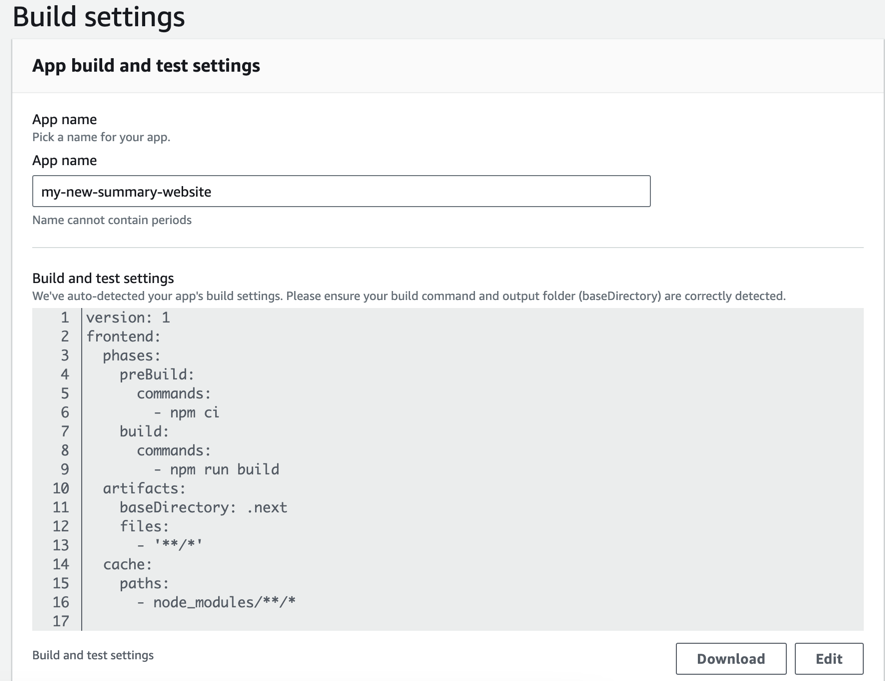 Build settings
App build and test settings
App name
Pick a name for your app.
App name
my-new-summary-website
Name cannot contain periods
Build and test settings
We've auto-detected your app's build settings. Please ensure your build command and output folder (baseDirectory) are correctly detected.
1 version: 1
2 frontend:
3   phases:
4     preBuild:
5       commands:
6         - npm ci
7     build:
8       commands:
9         - npm run build
10   artifacts:
11     baseDirectory: .next
12     files:
13       - '**/*'
14   cache:
15     paths:
16       - node_modules/**/*
17
Build and test settings Download Edit